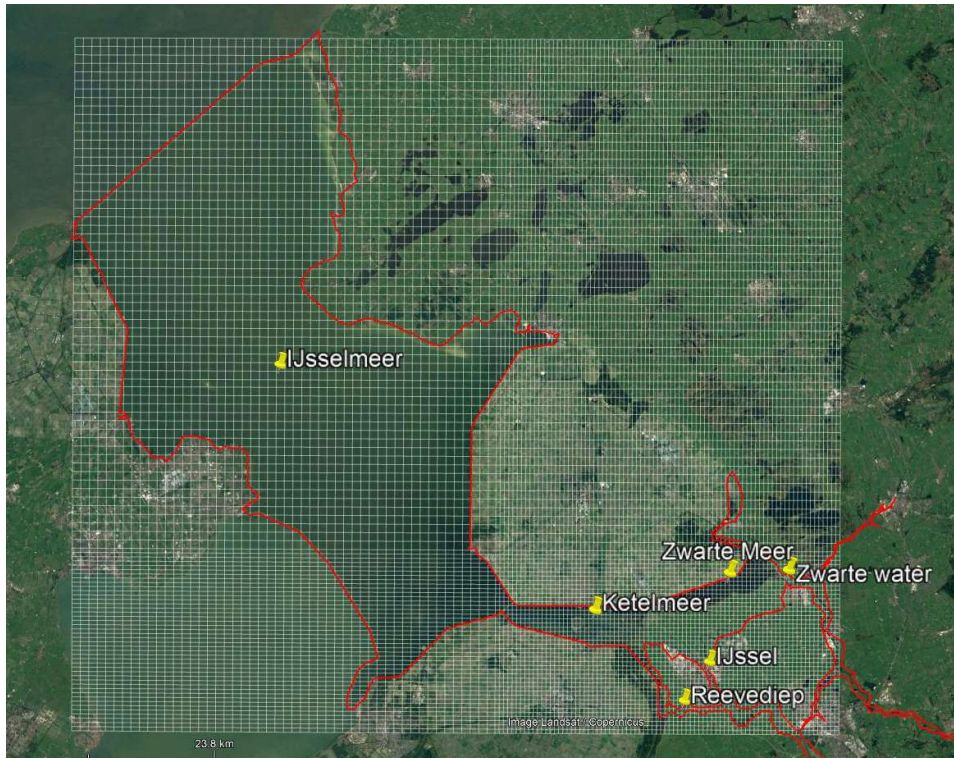 IJsselmeer
Zwarte Meer
Zwarte water
Ketelmeer
IJssel
Reevediep
Image Landsat / Copernicus
23.8 km